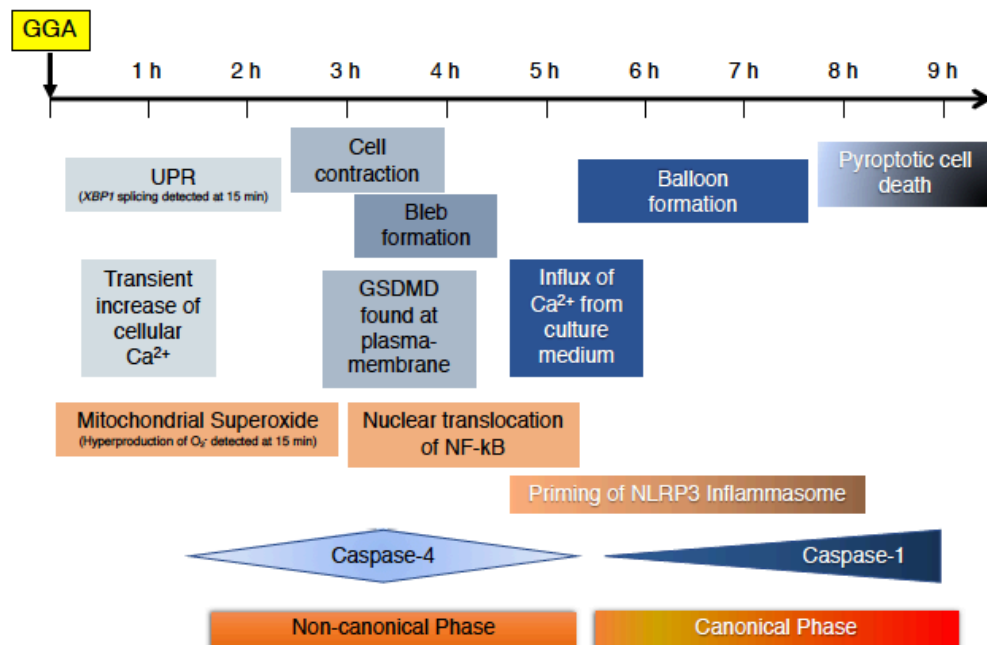 GGA
1 h 2 h 3 h 4 h 5 h 6 h 7 h 8 h 9 h
UPR
(XBP1 splicing detected at 15 min)
Cell
contraction
Bleb
formation
Balloon
formation
Pyroptotic cell
death
Transient
increase of
cellular
Ca²⁺
GSDMD
found at
plasma-
membrane
Influx of
Ca²⁺ from
culture
medium
Mitochondrial Superoxide
(Hyperproduction of O₂⁻ detected at 15 min)
Nuclear translocation
of NF-kB
Priming of NLRP3 Inflammasome
Caspase-4
Caspase-1
Non-canonical Phase
Canonical Phase